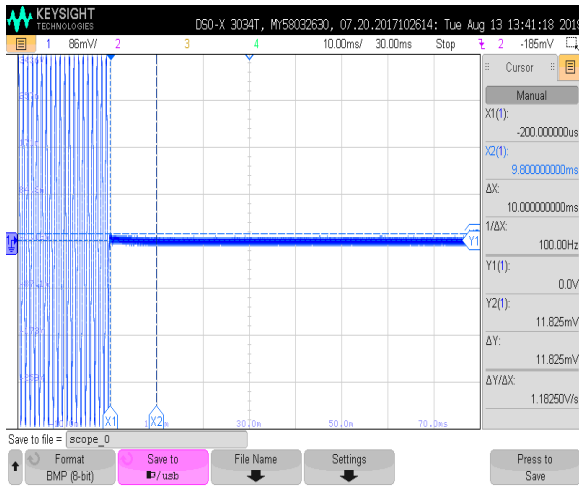 KEYSIGHT
TECHNOLOGIES
DSO-X 3034T, MY58032630, 07.20.2017102614: Tue Aug 13 13:41:18 2019
1 86mV/ 2 3 4 10.00ms/ 30.00ms Stop 2 -185mV
Cursor
Manual
X1(1):
-200.000000us
X2(1):
9.800000000ms
ΔX:
10.000000000ms
1/ΔX:
100.00Hz
Y1(1):
0.0V
Y2(1):
11.825mV
ΔY:
11.825mV
ΔY/ΔX:
1.18250V/s
Y1
X1
X2
30.0m
50.0m
70.0ms
Save to file = scope_0
Format
BMP (8-bit)
Save to
/usb
File Name
Settings
Press to
Save